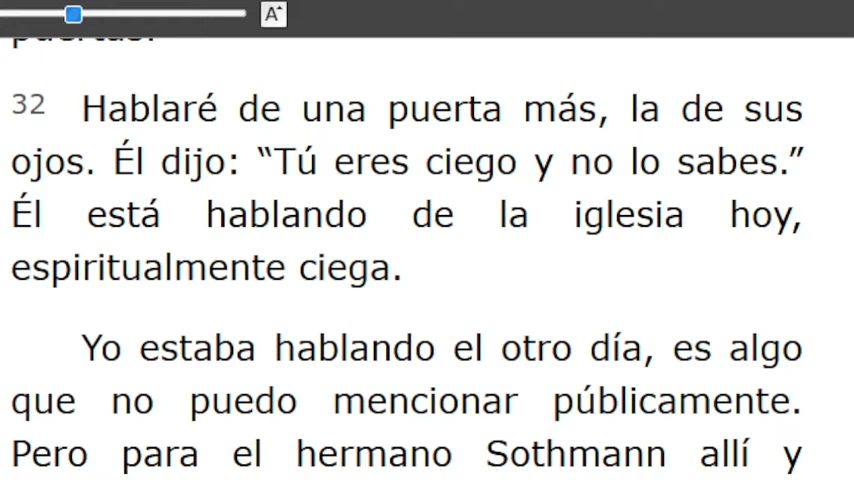 A
puertas.
32 Hablaré de una puerta más, la de sus
ojos. Él dijo: “Tú eres ciego y no lo sabes.”
Él está hablando de la iglesia hoy,
espiritualmente ciega.
Yo estaba hablando el otro día, es algo
que no puedo mencionar públicamente.
Pero para el hermano Sothmann allí y